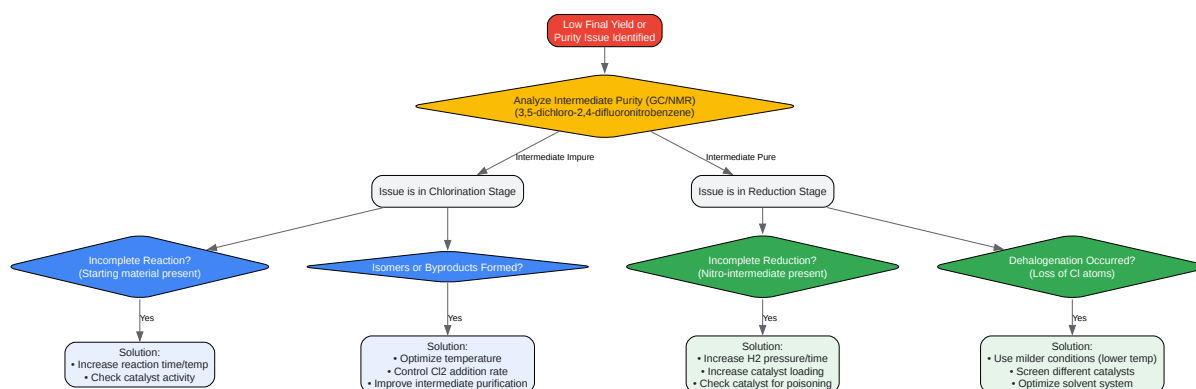 Low Final Yield or
Purity Issue Identified
Analyze Intermediate Purity (GC/NMR)
(3,5-dichloro-2,4-difluoronitrobenzene)
Intermediate Impure
Intermediate Pure
Issue is in Chlorination Stage
Issue is in Reduction Stage
Incomplete Reaction?
(Starting material present)
Isomers or Byproducts Formed?
Incomplete Reduction?
(Nitro-intermediate present)
Dehalogenation Occurred?
(Loss of Cl atoms)
Yes
Yes
Yes
Yes
Solution:
• Increase reaction time/temp
• Check catalyst activity
Solution:
• Optimize temperature
• Control Cl2 addition rate
• Improve intermediate purification
Solution:
• Increase H2 pressure/time
• Increase catalyst loading
• Check catalyst for poisoning
Solution:
• Use milder conditions (lower temp)
• Screen different catalysts
• Optimize solvent system